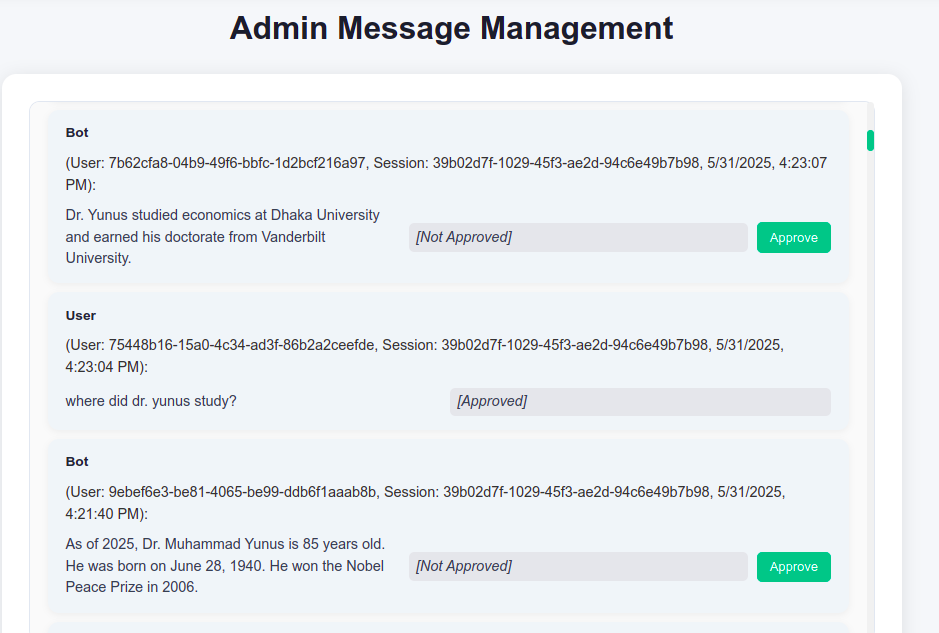 Admin Message Management
Bot
(User: 7b62cfa8-04b9-49f6-bbfc-1d2bcf216a97, Session: 39b02d7f-1029-45f3-ae2d-94c6e49b7b98, 5/31/2025, 4:23:07
PM):
Dr. Yunus studied economics at Dhaka University
and earned his doctorate from Vanderbilt
University.
[Not Approved]
Approve
User
(User: 75448b16-15a0-4c34-ad3f-86b2a2ceefde, Session: 39b02d7f-1029-45f3-ae2d-94c6e49b7b98, 5/31/2025,
4:23:04 PM):
where did dr. yunus study?
[Approved]
Bot
(User: 9ebef6e3-be81-4065-be99-ddb6f1aaab8b, Session: 39b02d7f-1029-45f3-ae2d-94c6e49b7b98, 5/31/2025,
4:21:40 PM):
As of 2025, Dr. Muhammad Yunus is 85 years old.
He was born on June 28, 1940. He won the Nobel
Peace Prize in 2006.
[Not Approved]
Approve